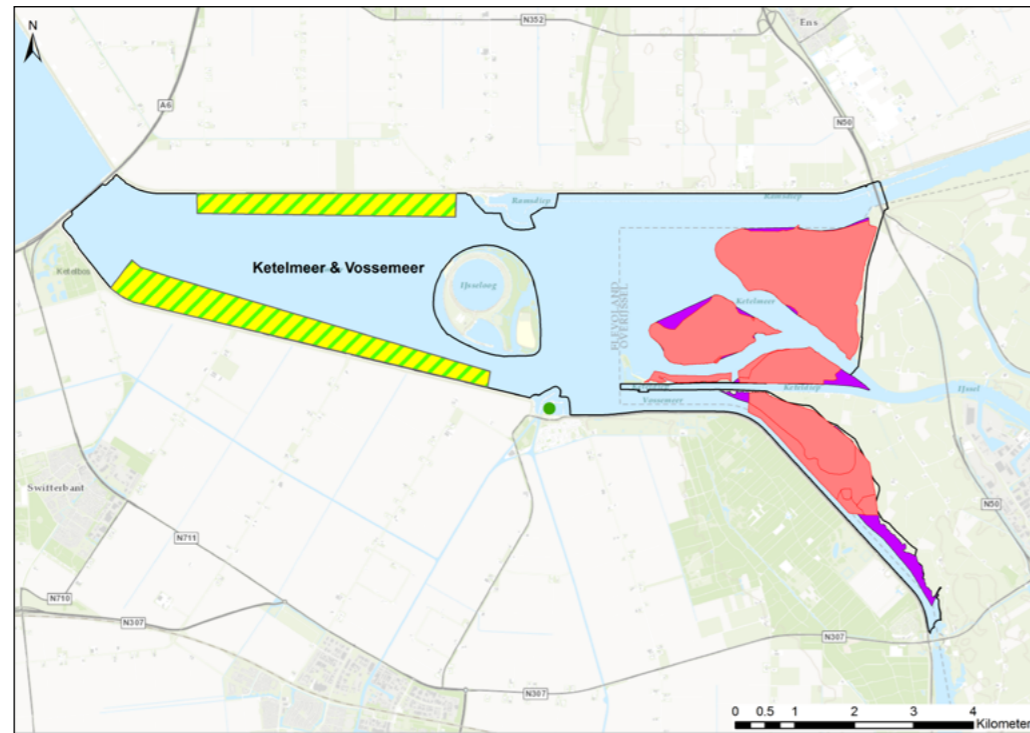 N
N352
Ens
A6
N50
Ramsdiep
Ramsdiep
Ketelmeer & Vossemeer
Ketelbos
IJsseloog
FLEVOLAND
OVERIJSSEL
Ketelmeer
Keteldiep
IJssel
Vossemeer
Swifterbant
N50
N711
N710
N307
N307
N307
0 0.5 1 2 3 4
Kilometer